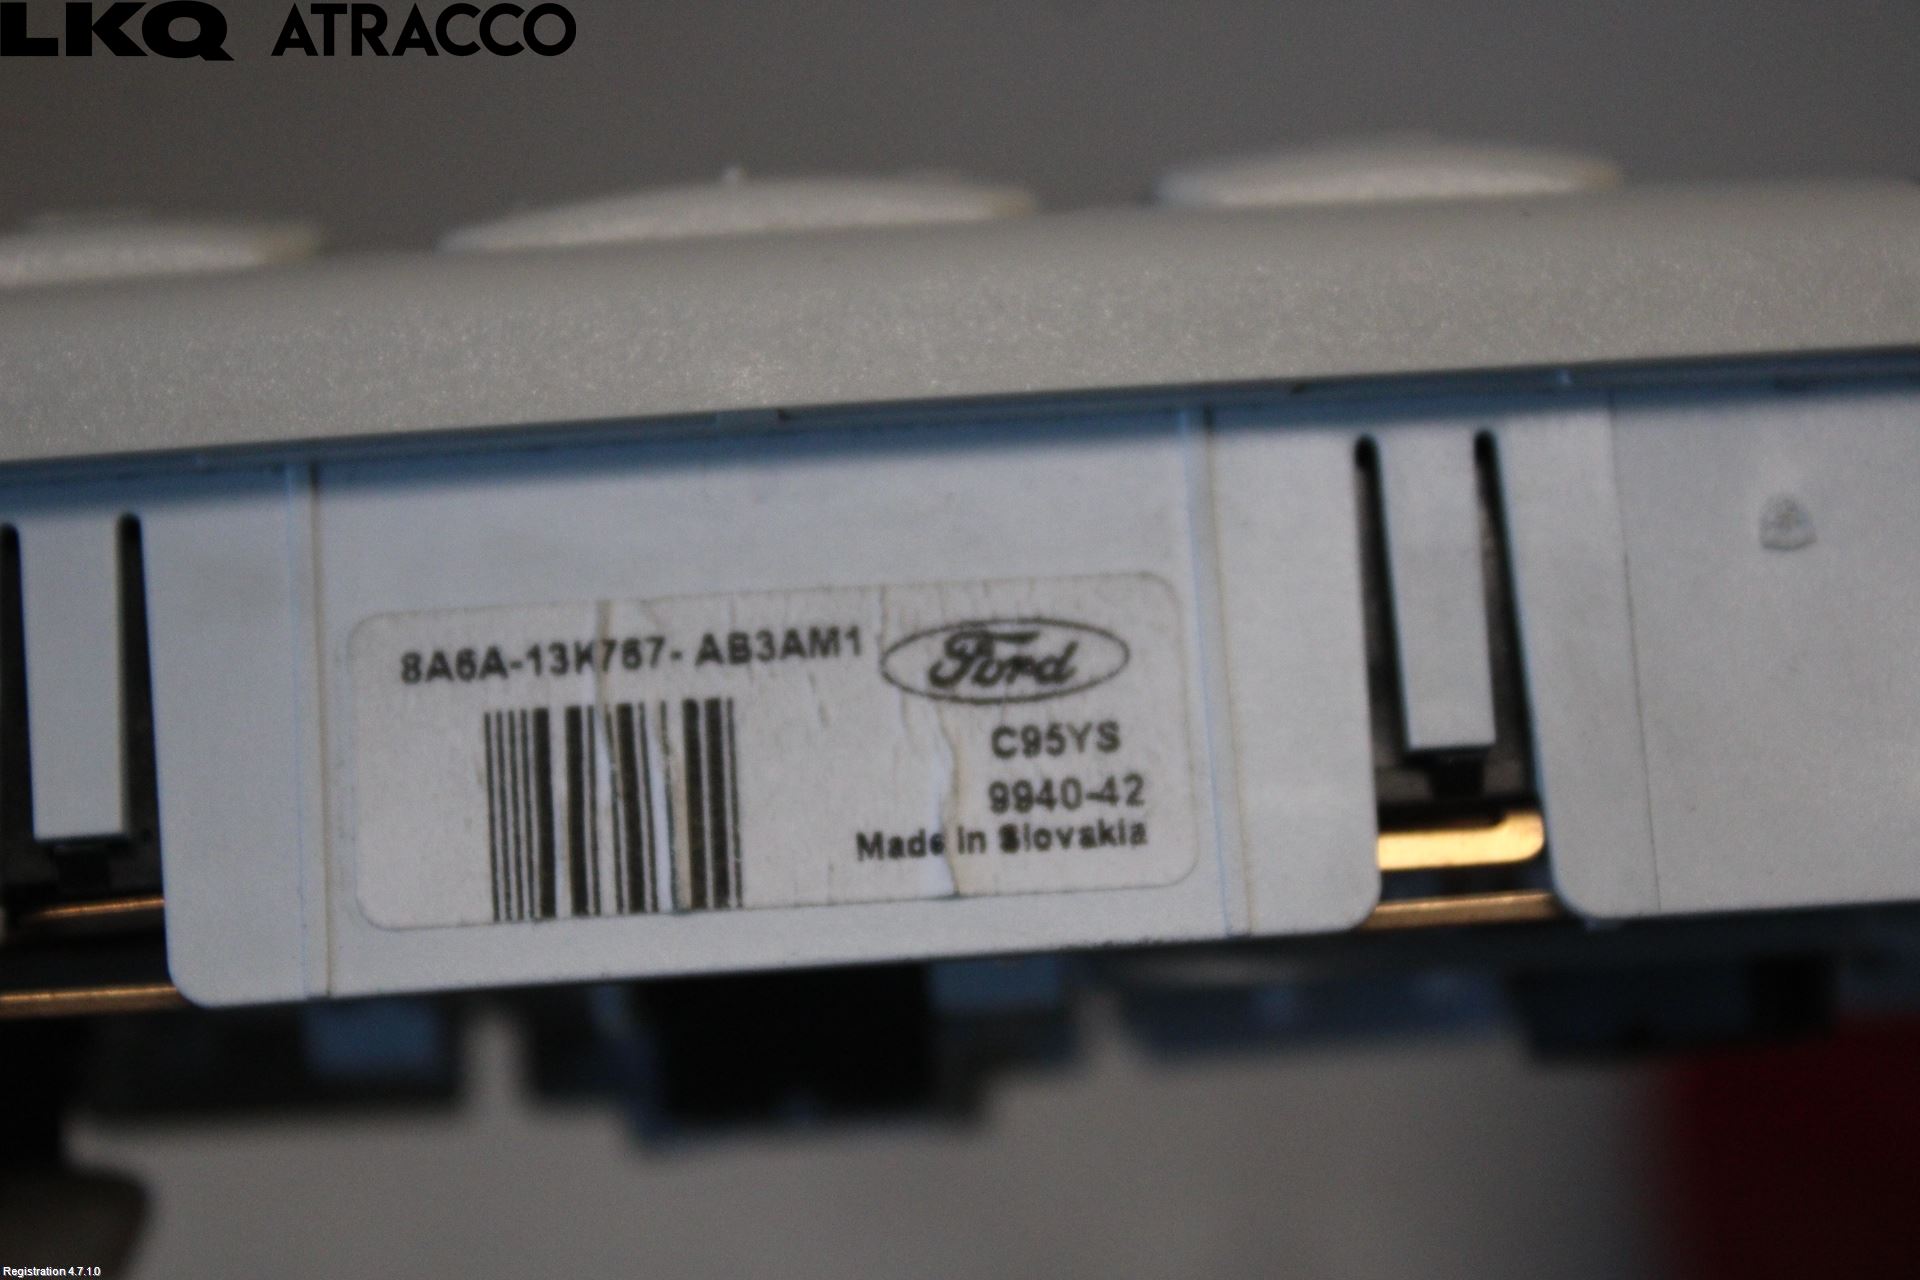 LKQ ATRACCO
8A6A-13K767- AB3AM1
Ford
C95YS
9940-42
Made in Slovakia
Registration 4.7.1.0